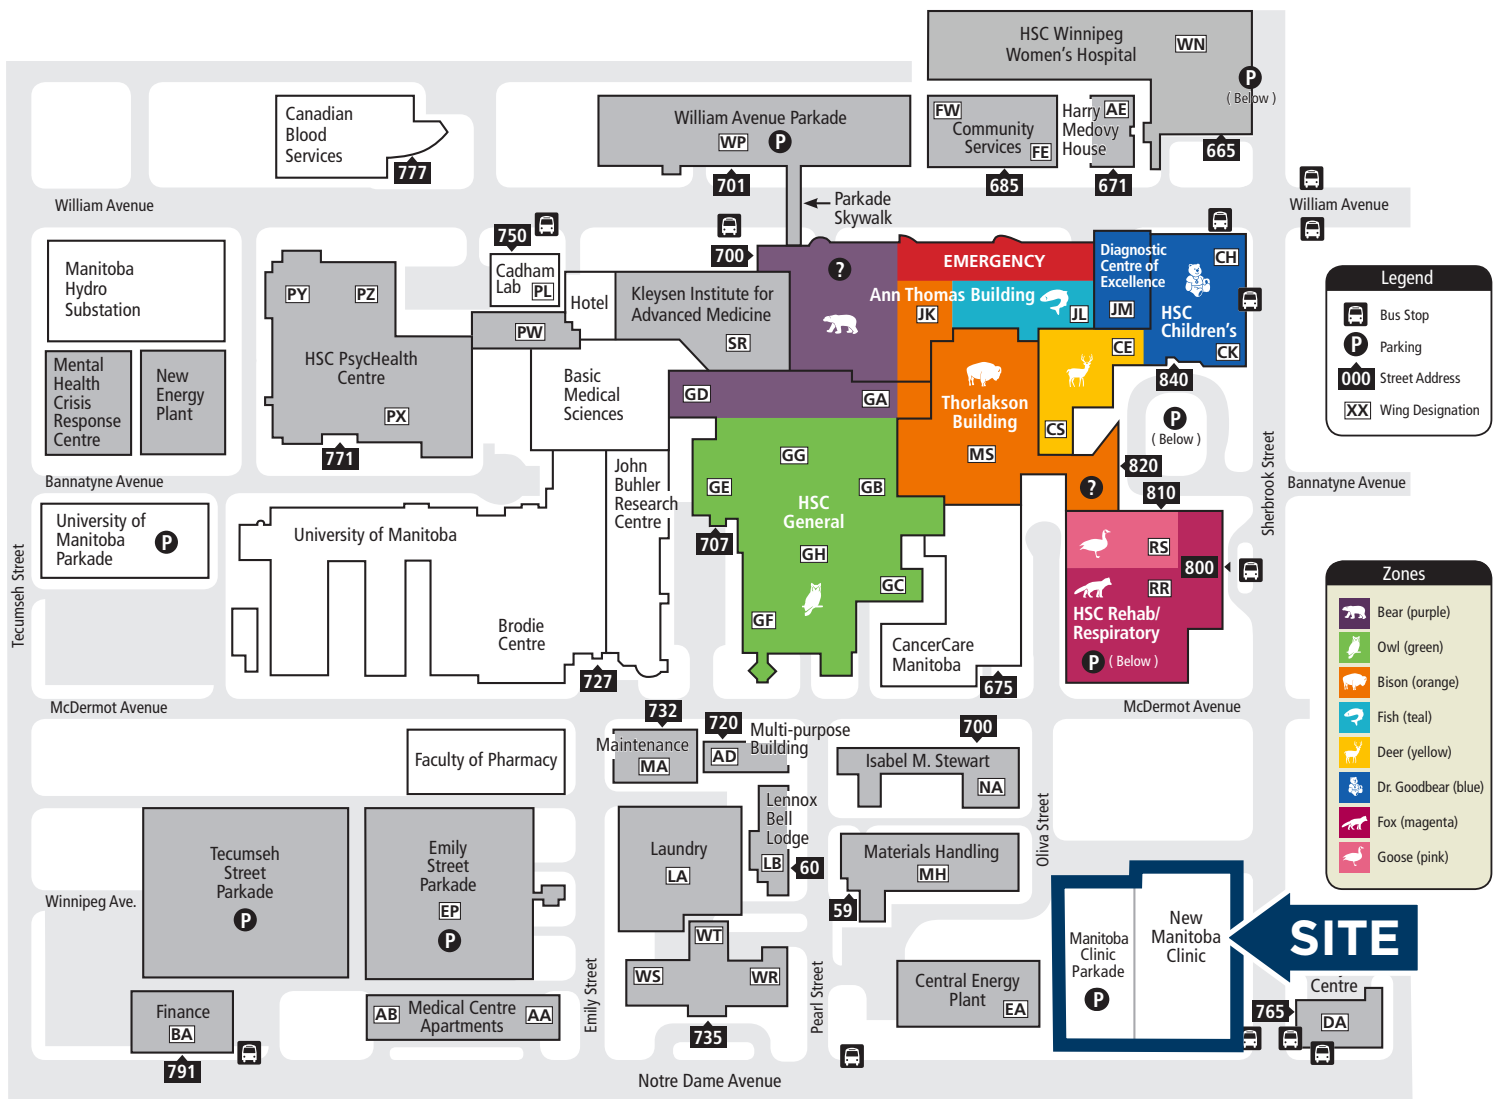 HSC Winnipeg
Women's Hospital
WN
P
( Below )
665
Canadian
Blood
Services
777
William Avenue Parkade
WP
P
701
FW
Community
Services
FE
685
Harry
Medovy
House
AE
671
Parkade
Skywalk
William Avenue
William Avenue
Manitoba
Hydro
Substation
Mental
Health
Crisis
Response
Centre
New
Energy
Plant
PY
PZ
HSC PsycHealth
Centre
PX
771
750
Cadham
Lab
PL
PW
Hotel
Kleysen Institute for
Advanced Medicine
SR
700
?
EMERGENCY
Ann Thomas Building
JK
JL
Diagnostic
Centre of
Excellence
JM
CH
HSC
Children's
CK
840
P
( Below )
CE
CS
Thorlakson
Building
MS
820
?
810
Basic
Medical
Sciences
GD
GA
GG
GE
GB
HSC
General
GH
GC
GF
707
John
Buhler
Research
Centre
RS
800
RR
HSC Rehab/
Respiratory
P
( Below )
CancerCare
Manitoba
675
Bannatyne Avenue
Bannatyne Avenue
University of
Manitoba
Parkade
P
University of Manitoba
Brodie
Centre
727
Tecumseh Street
Sherbrook Street
McDermot Avenue
McDermot Avenue
Faculty of Pharmacy
732
Maintenance
MA
720
AD
Multi-purpose
Building
Lennox
Bell
Lodge
LB
60
700
Isabel M. Stewart
NA
Materials Handling
MH
59
Oliva Street
Tecumseh
Street
Parkade
P
Emily
Street
Parkade
EP
P
Laundry
LA
WT
WS
WR
735
Winnipeg Ave.
Finance
BA
791
AB
Medical Centre
Apartments
AA
Emily Street
Pearl Street
Central Energy
Plant
EA
Manitoba
Clinic
Parkade
P
New
Manitoba
Clinic
SITE
Centre
765
DA
Notre Dame Avenue
Legend
Bus Stop
P
Parking
000
Street Address
XX
Wing Designation
Zones
Bear (purple)
Owl (green)
Bison (orange)
Fish (teal)
Deer (yellow)
Dr. Goodbear (blue)
Fox (magenta)
Goose (pink)